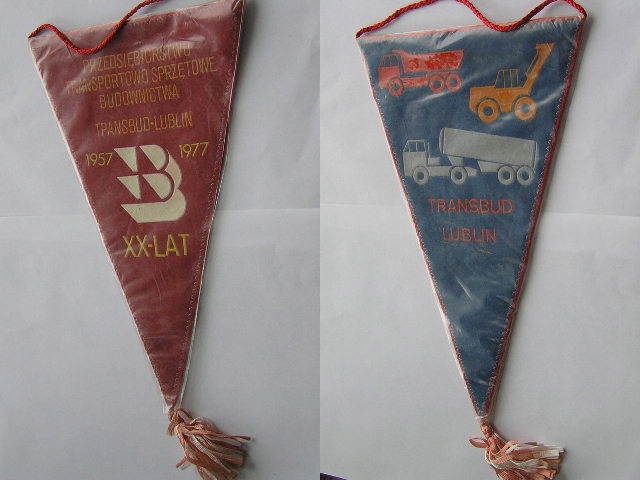 PRZEDSIĘBIORSTWO
TRANSPORTOWO SPRZĘTOWE
BUDOWNICTWA
TRANSBUD-LUBLIN
1957 B 1977
XX-LAT
TRANSBUD
LUBLIN